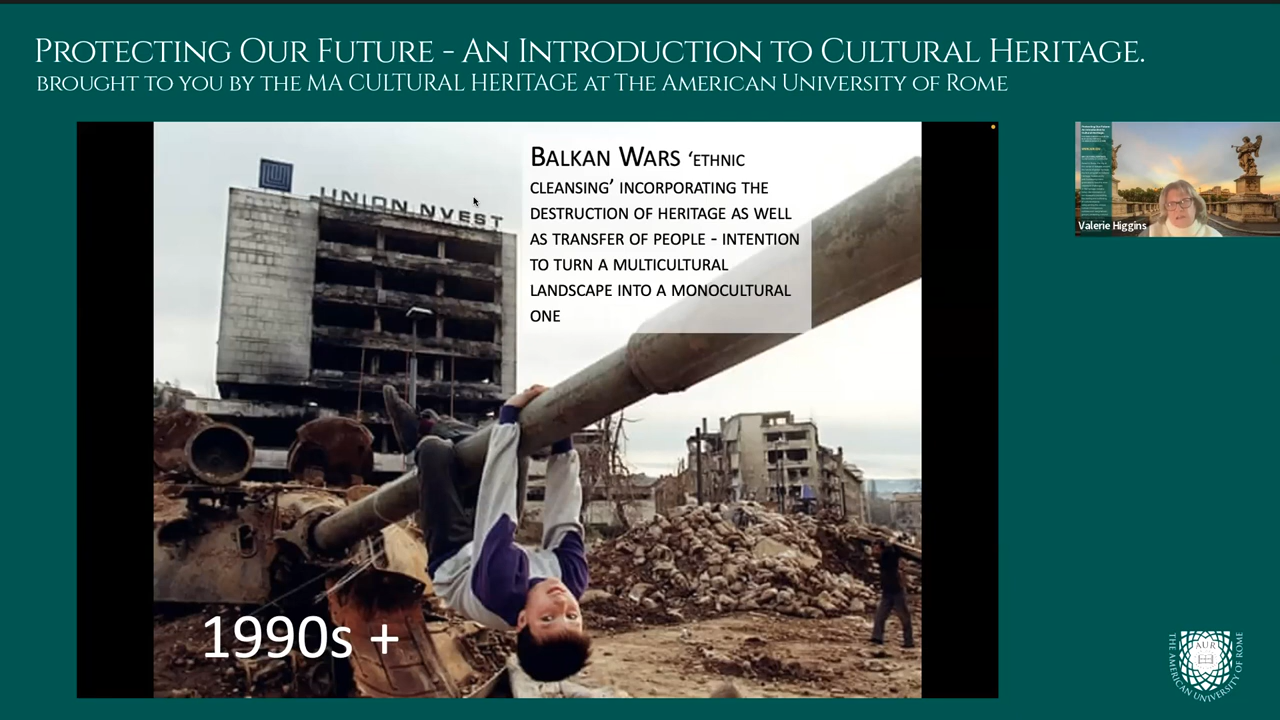 Protecting Our Future - An Introduction to Cultural Heritage.
brought to you by the MA Cultural Heritage at The American University of Rome
Balkan Wars ‘ethnic
cleansing’ incorporating the
destruction of heritage as well
as transfer of people - intention
to turn a multicultural
landscape into a monocultural
one
UNION NVEST
1990s +
Valerie Higgins
AUR
THE AMERICAN UNIVERSITY OF ROME